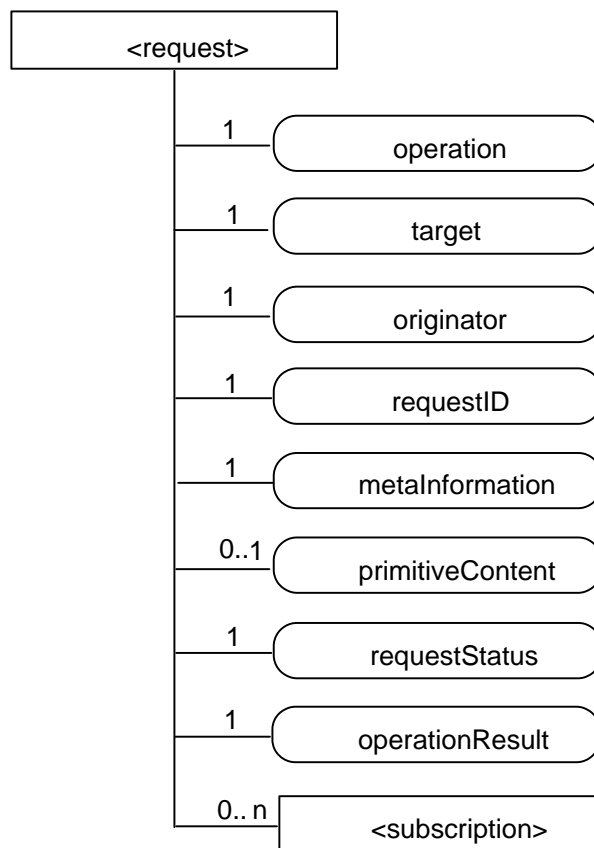 <request>
1 operation
1 target
1 originator
1 requestID
1 metaInformation
0..1 primitiveContent
1 requestStatus
1 operationResult
0.. n <subscription>